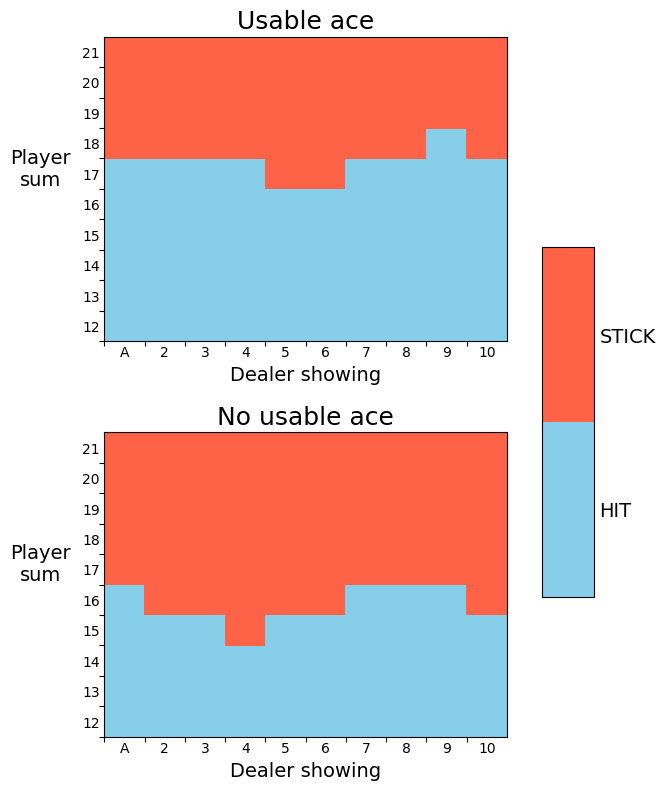 Usable ace
21
20
19
18
17
16
15
14
13
12
Player
sum
A 2 3 4 5 6 7 8 9 10
Dealer showing
No usable ace
21
20
19
18
17
16
15
14
13
12
Player
sum
A 2 3 4 5 6 7 8 9 10
Dealer showing
STICK
HIT